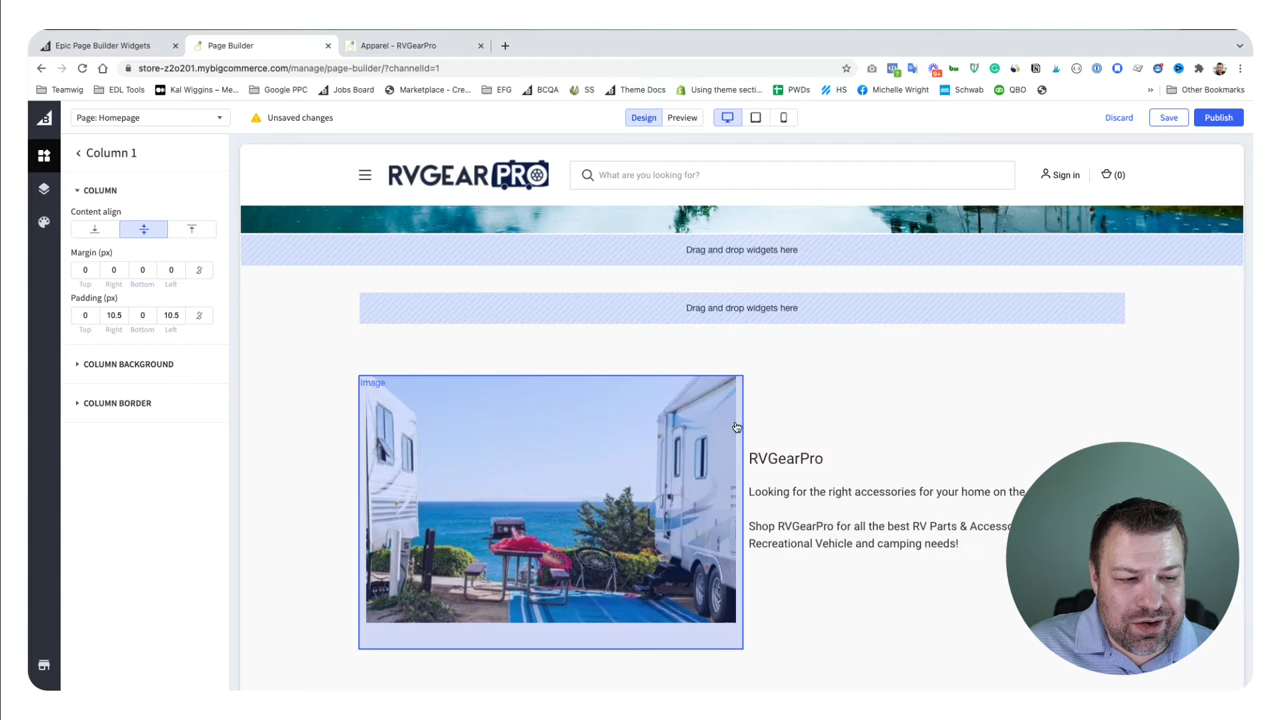 Epic Page Builder Widgets
Page Builder
Apparel - RVGearPro
store-z2o201.mybigcommerce.com/manage/page-builder/?channelId=1
Teamwig
EDL Tools
Kal Wiggins – Me...
Google PPC
Jobs Board
Marketplace - Cre...
EFG
BCQA
SS
Theme Docs
Using theme secti...
PWDs
HS
Michelle Wright
Schwab
QBO
»
Other Bookmarks
Page: Homepage
Unsaved changes
Design
Preview
Discard
Save
Publish
Column 1
COLUMN
Content align
Margin (px)
0 0 0 0
Top Right Bottom Left
Padding (px)
0 10.5 0 10.5
Top Right Bottom Left
COLUMN BACKGROUND
COLUMN BORDER
RVGEAR PRO
What are you looking for?
Sign in
(0)
Drag and drop widgets here
Drag and drop widgets here
Image
RVGearPro
Looking for the right accessories for your home on the
Shop RVGearPro for all the best RV Parts & Accesso
Recreational Vehicle and camping needs!